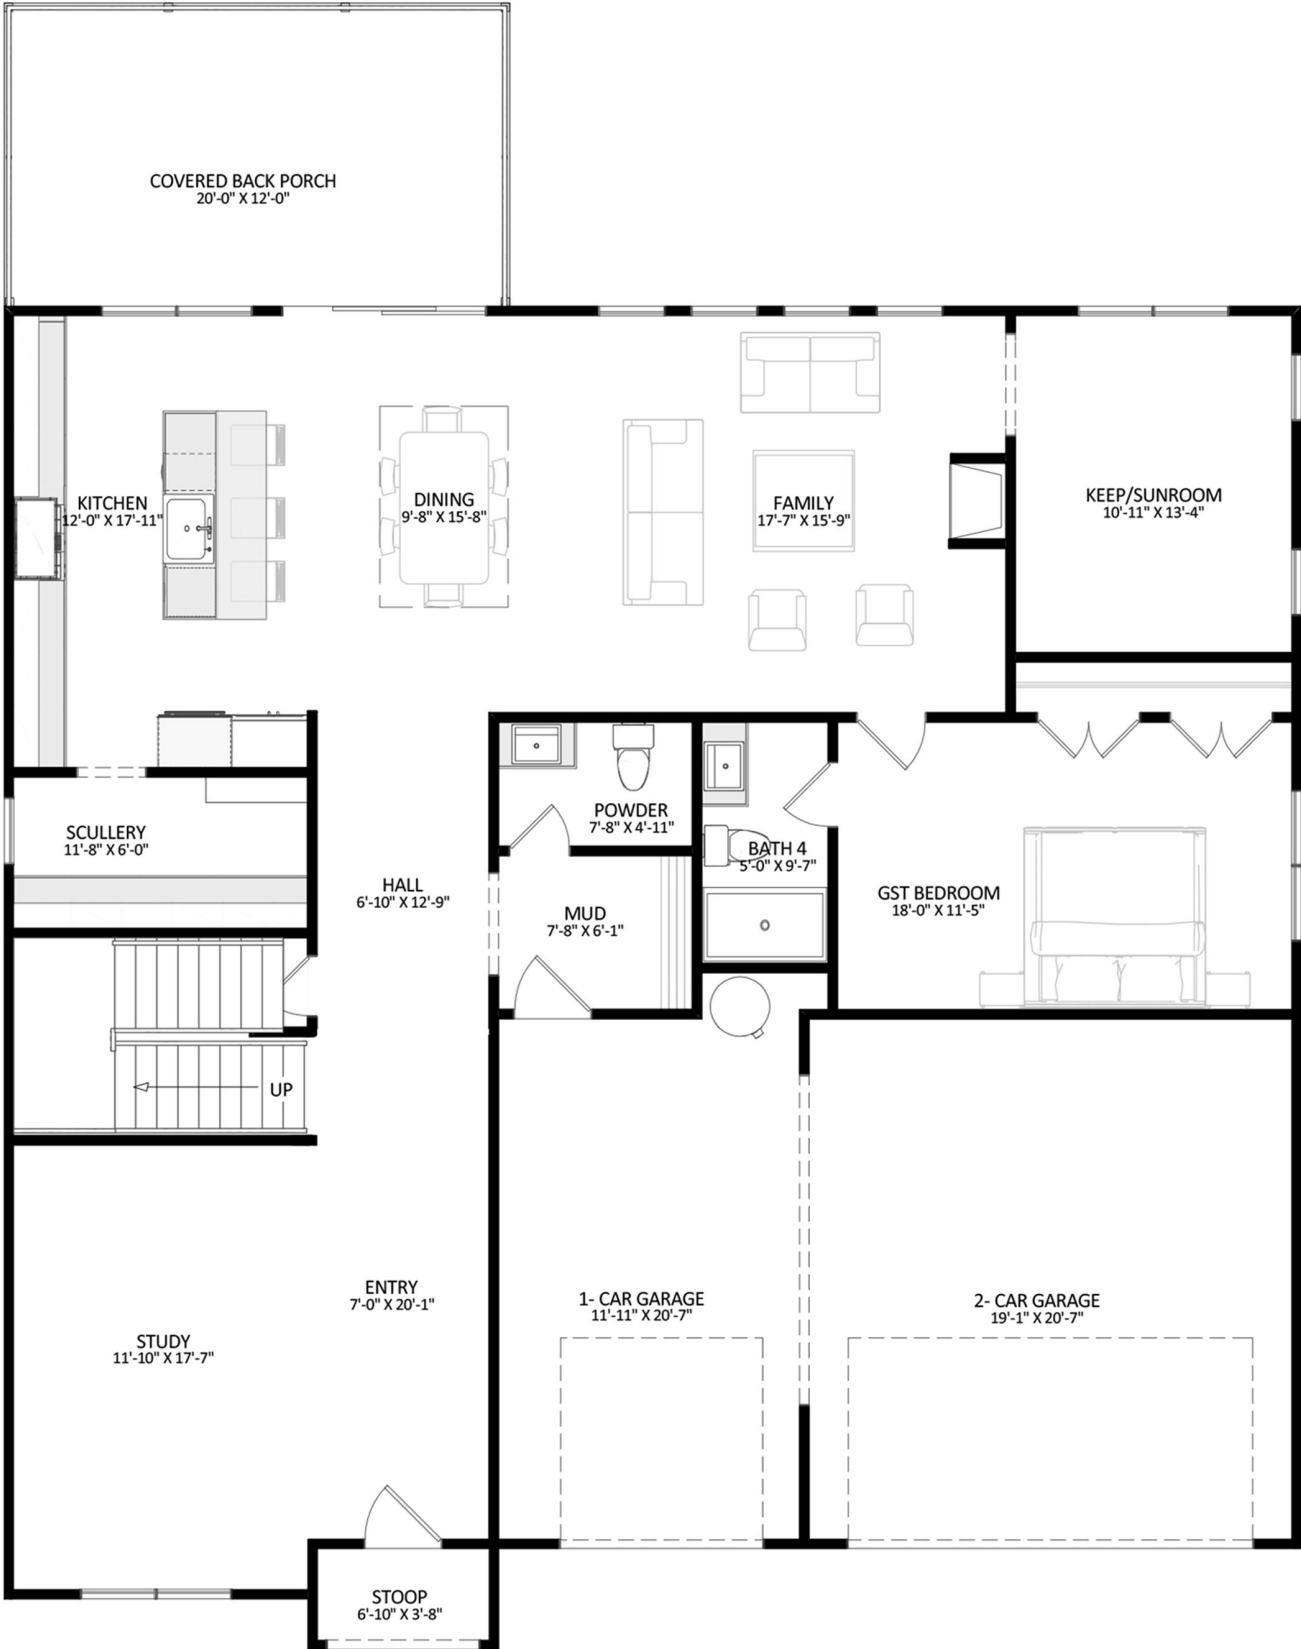 COVERED BACK PORCH
20'-0" X 12'-0"
KITCHEN
12'-0" X 17'-11"
DINING
9'-8" X 15'-8"
FAMILY
17'-7" X 15'-9"
KEEP/SUNROOM
10'-11" X 13'-4"
SCULLERY
11'-8" X 6'-0"
HALL
6'-10" X 12'-9"
POWDER
7'-8" X 4'-11"
MUD
7'-8" X 6'-1"
BATH 4
5'-0" X 9'-7"
GST BEDROOM
18'-0" X 11'-5"
UP
STUDY
11'-10" X 17'-7"
ENTRY
7'-0" X 20'-1"
1- CAR GARAGE
11'-11" X 20'-7"
2- CAR GARAGE
19'-1" X 20'-7"
STOOP
6'-10" X 3'-8"